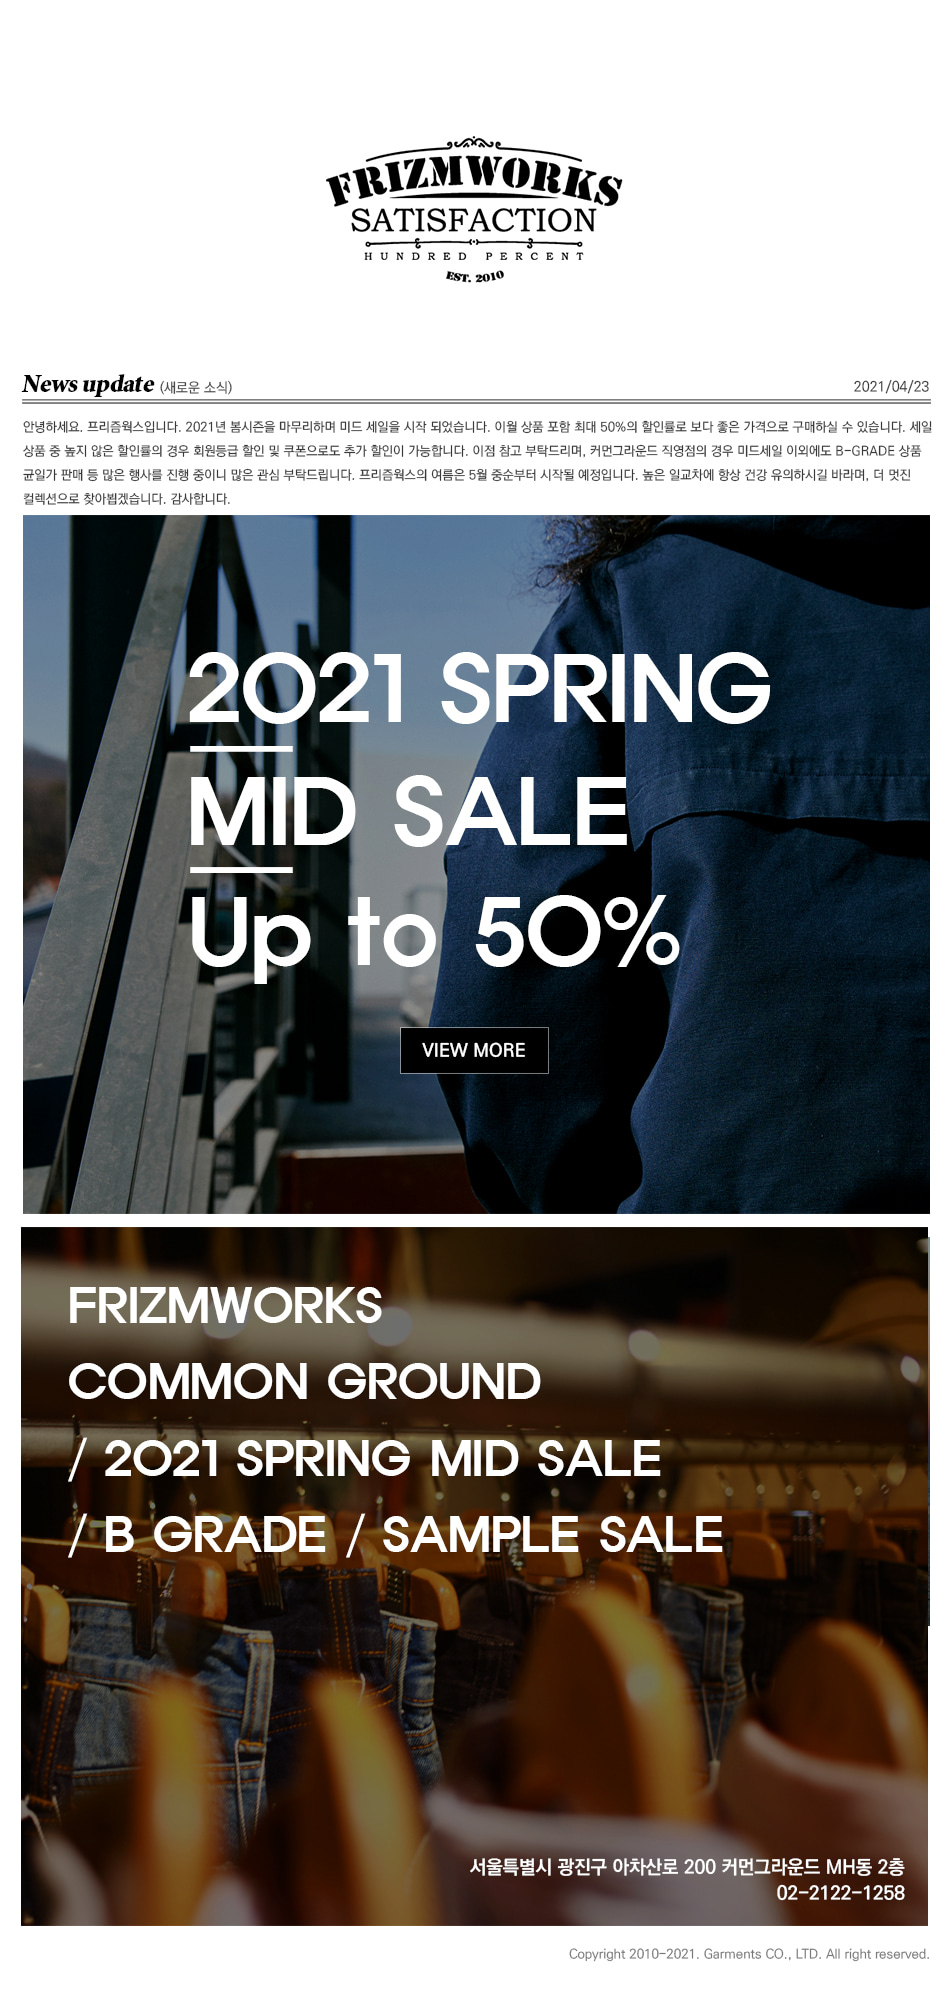 FRIZMWORKS
SATISFACTION
HUNDRED PERCENT
EST. 2010
News update (새로운 소식) 2021/04/23
안녕하세요. 프리즘웍스입니다. 2021년 봄시즌을 마무리하며 미드 세일을 시작 되었습니다. 이월 상품 포함 최대 50%의 할인률로 보다 좋은 가격으로 구매하실 수 있습니다. 세일
상품 중 높지 않은 할인률의 경우 회원등급 할인 및 쿠폰으로도 추가 할인이 가능합니다. 이점 참고 부탁드리며, 커먼그라운드 직영점의 경우 미드세일 이외에도 B-GRADE 상품
균일가 판매 등 많은 행사를 진행 중이니 많은 관심 부탁드립니다. 프리즘웍스의 여름은 5월 중순부터 시작될 예정입니다. 높은 일교차에 항상 건강 유의하시길 바라며, 더 멋진
컬렉션으로 찾아뵙겠습니다. 감사합니다.
2021 SPRING
MID SALE
Up to 50%
VIEW MORE
FRIZMWORKS
COMMON GROUND
/ 2021 SPRING MID SALE
/ B GRADE / SAMPLE SALE
서울특별시 광진구 아차산로 200 커먼그라운드 MH동 2층
02-2122-1258
Copyright 2010-2021. Garments CO., LTD. All right reserved.